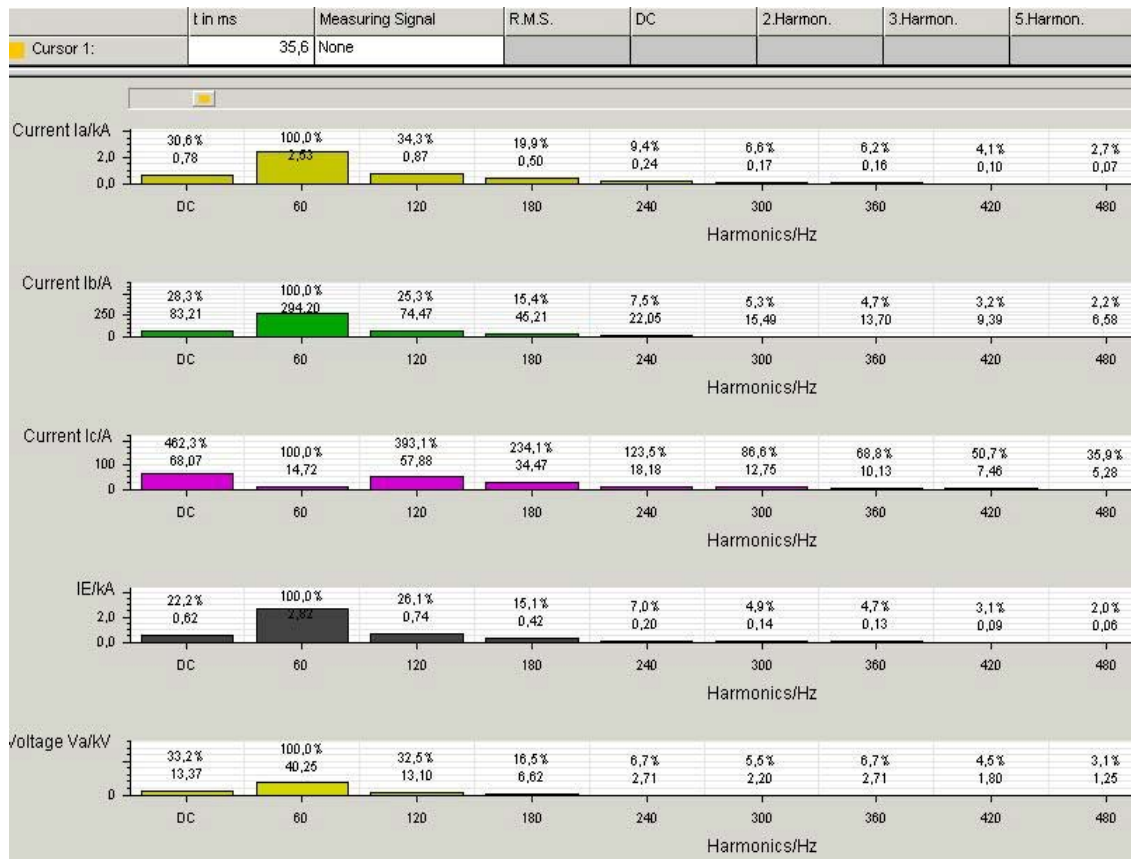 t in ms Measuring Signal R.M.S. DC 2.Harmon. 3.Harmon. 5.Harmon.
Cursor 1: 35,6 None
Current Ia/kA
30,6% 100,0% 34,3% 19,9% 9,4% 6,6% 6,2% 4,1% 2,7%
2,0 0,78 2,53 0,87 0,50 0,24 0,17 0,16 0,10 0,07
0,0
DC 60 120 180 240 300 360 420 480
Harmonics/Hz
Current Ib/A
28,3% 100,0% 25,3% 15,4% 7,5% 5,3% 4,7% 3,2% 2,2%
250 83,21 294,20 74,47 45,21 22,05 15,49 13,70 9,39 6,58
0
DC 60 120 180 240 300 360 420 480
Harmonics/Hz
Current Ic/A
462,3% 100,0% 393,1% 234,1% 123,5% 86,6% 68,8% 50,7% 35,9%
100 68,07 14,72 57,88 34,47 18,18 12,75 10,13 7,46 5,28
0
DC 60 120 180 240 300 360 420 480
Harmonics/Hz
IE/kA
22,2% 100,0% 26,1% 15,1% 7,0% 4,9% 4,7% 3,1% 2,0%
2,0 0,62 2,82 0,74 0,42 0,20 0,14 0,13 0,09 0,06
0,0
DC 60 120 180 240 300 360 420 480
Harmonics/Hz
Voltage Va/kV
33,2% 100,0% 32,5% 16,5% 6,7% 5,5% 6,7% 4,5% 3,1%
13,37 40,25 13,10 6,62 2,71 2,20 2,71 1,80 1,25
0
DC 60 120 180 240 300 360 420 480
Harmonics/Hz